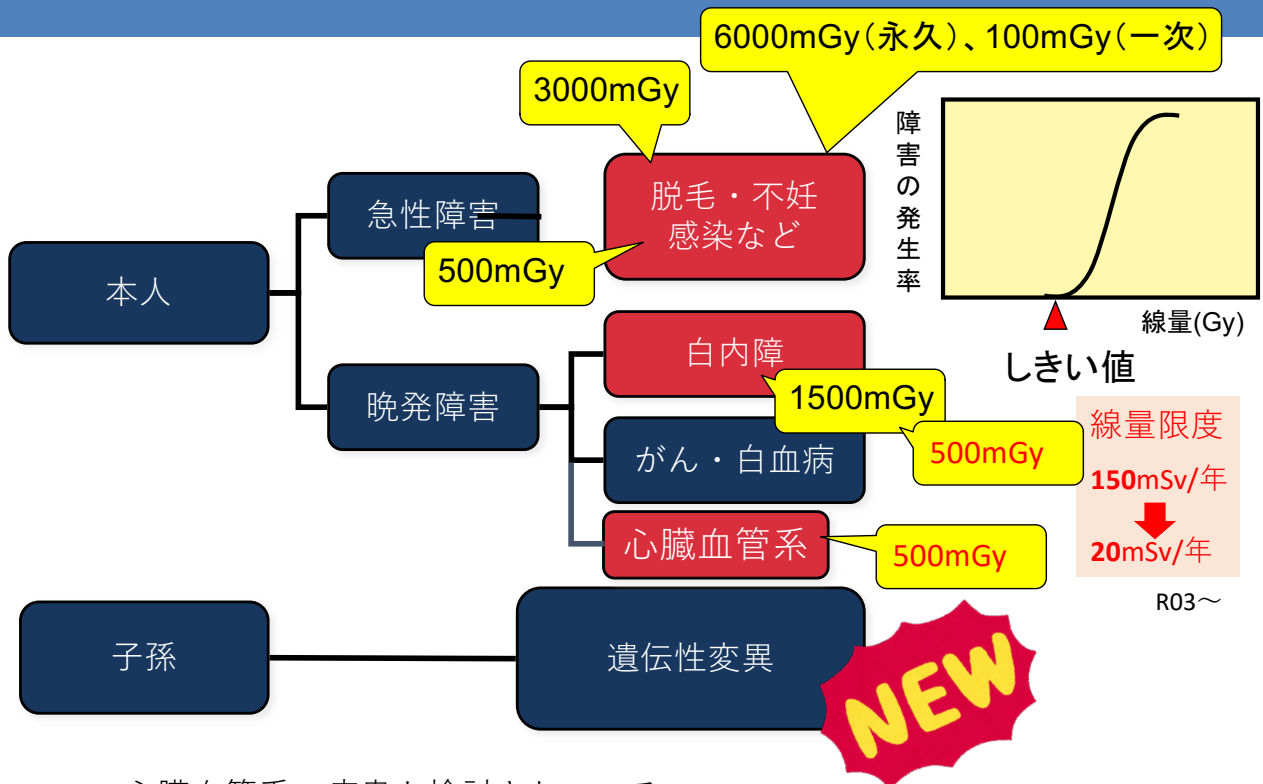 6000mGy(永久)、100mGy(一次)
3000mGy
障害の発生率
急性障害
脱毛・不妊
感染など
500mGy
本人
線量(Gy)
しきい値
白内障
1500mGy
晩発障害
線量限度
がん・白血病
500mGy
150mSv/年
心臓血管系
500mGy
20mSv/年
R03～
子孫
遺伝性変異
NEW